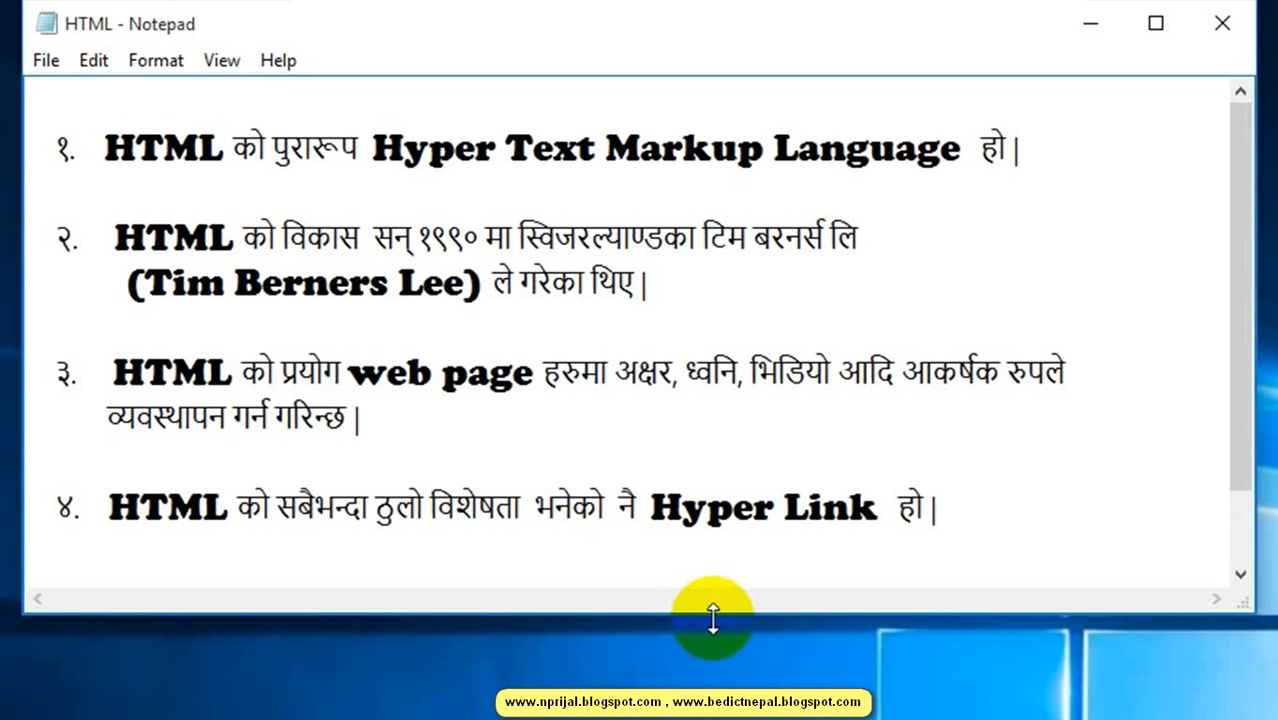 HTML - Notepad
File Edit Format View Help
१. HTML को पुरारूप Hyper Text Markup Language हो |
२. HTML को विकास सन् १९९० मा स्विजरल्याण्डका टिम बरनर्स लि
(Tim Berners Lee) ले गरेका थिए |
३. HTML को प्रयोग web page हरुमा अक्षर, ध्वनि, भिडियो आदि आकर्षक रुपले
व्यवस्थापन गर्न गरिन्छ |
४. HTML को सबैभन्दा ठुलो विशेषता भनेको नै Hyper Link हो |
www.nprijal.blogspot.com , www.bedictnepal.blogspot.com